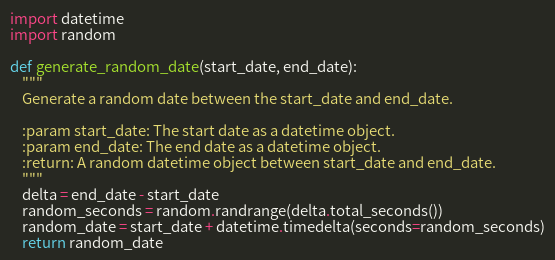 import datetime
import random

def generate_random_date(start_date, end_date):
    """
    Generate a random date between the start_date and end_date.

    :param start_date: The start date as a datetime object.
    :param end_date: The end date as a datetime object.
    :return: A random datetime object between start_date and end_date.
    """
    delta = end_date - start_date
    random_seconds = random.randrange(delta.total_seconds())
    random_date = start_date + datetime.timedelta(seconds=random_seconds)
    return random_date